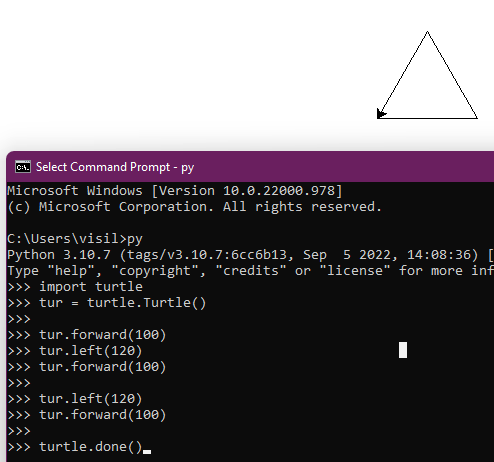 Select Command Prompt - py
Microsoft Windows [Version 10.0.22000.978]
(c) Microsoft Corporation. All rights reserved.
C:\Users\visil>py
Python 3.10.7 (tags/v3.10.7:6cc6b13, Sep  5 2022, 14:08:36) [
Type "help", "copyright", "credits" or "license" for more inf
>>> import turtle
>>> tur = turtle.Turtle()
>>>
>>> tur.forward(100)
>>> tur.left(120)
>>> tur.forward(100)
>>>
>>> tur.left(120)
>>> tur.forward(100)
>>>
>>> turtle.done()